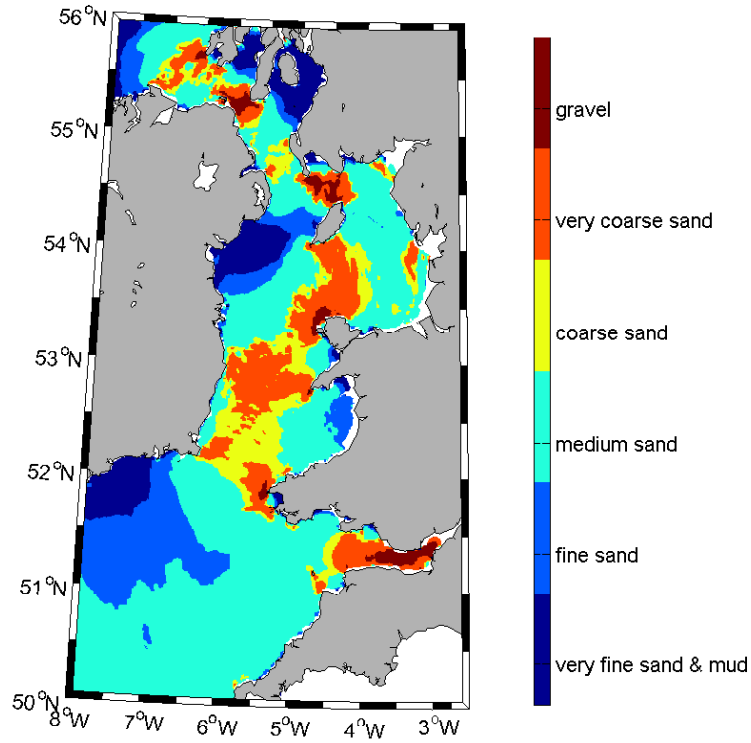 56°N
55°N
54°N
53°N
52°N
51°N
50°N
8°W
7°W
6°W
5°W
4°W
3°W
gravel
very coarse sand
coarse sand
medium sand
fine sand
very fine sand & mud